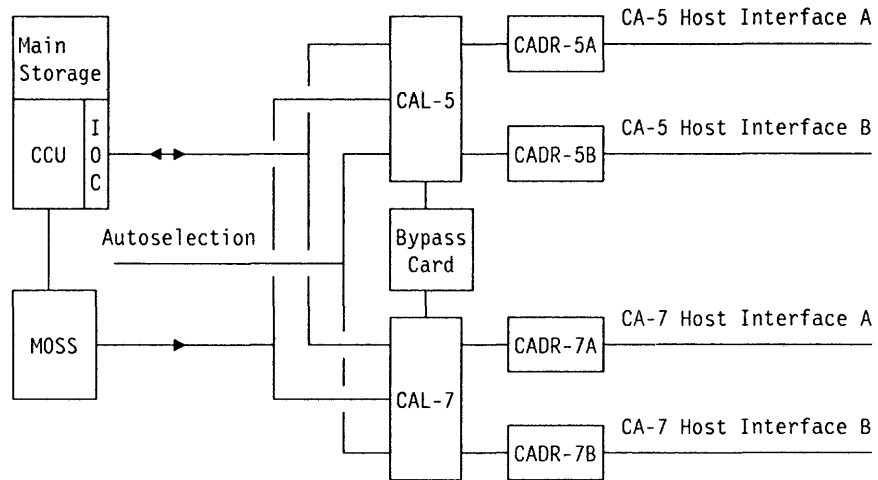 Main
Storage
CCU
I
O
C
MOSS
Autoselection
CAL-5
Bypass
Card
CAL-7
CADR-5A
CA-5 Host Interface A
CADR-5B
CA-5 Host Interface B
CADR-7A
CA-7 Host Interface A
CADR-7B
CA-7 Host Interface B